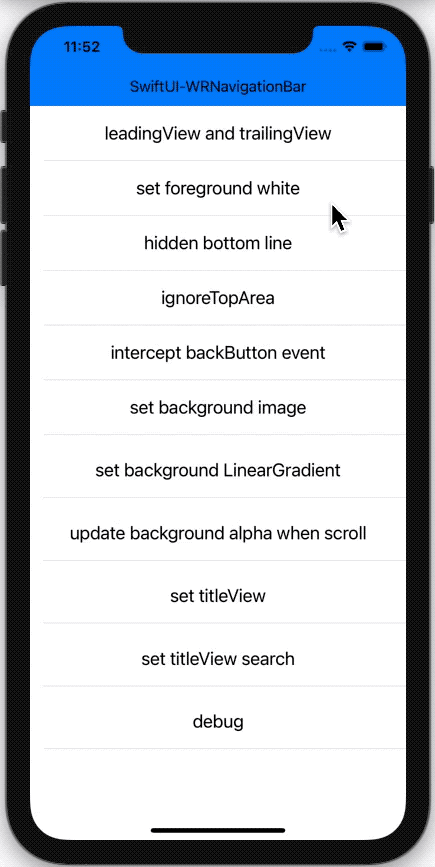 11:52
SwiftUI-WRNavigationBar
leadingView and trailingView
set foreground white
hidden bottom line
ignoreTopArea
intercept backButton event
set background image
set background LinearGradient
update background alpha when scroll
set titleView
set titleView search
debug